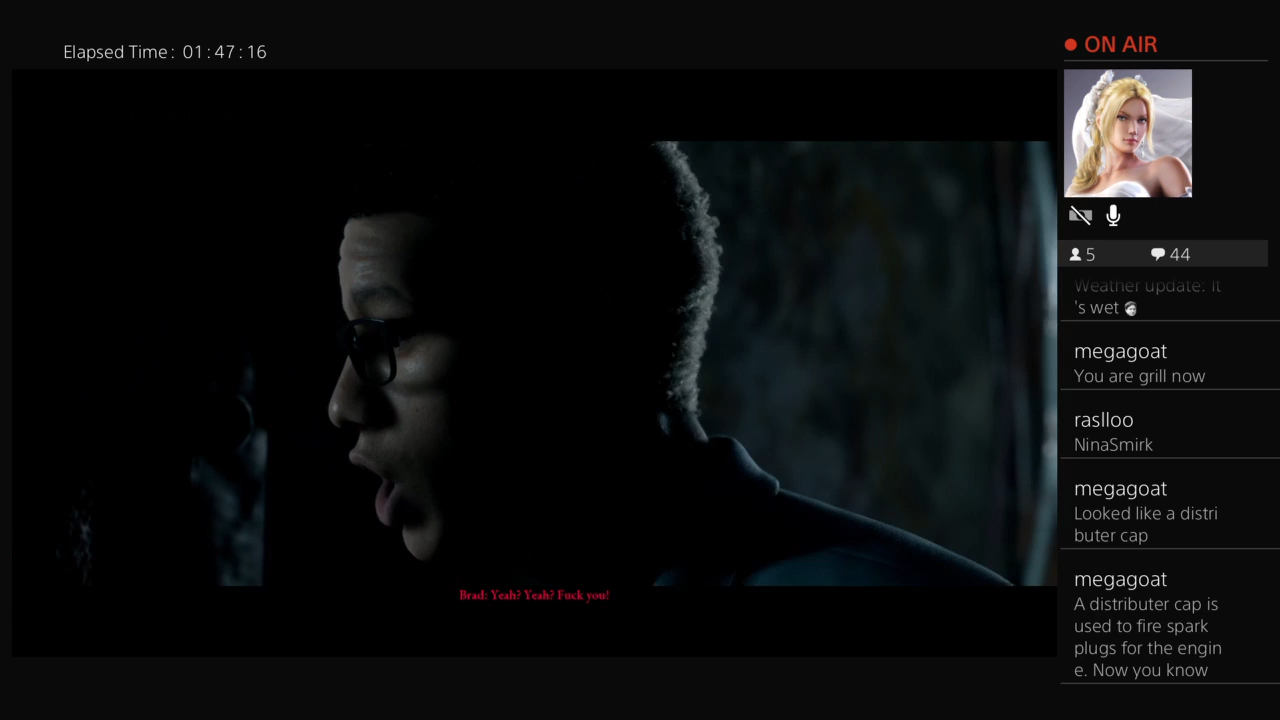 Elapsed Time: 01:47:16
ON AIR
5 44
Weather update: It
's wet
megagoat
You are grill now
raslloo
NinaSmirk
megagoat
Looked like a distri
buter cap
megagoat
A distributer cap is
used to fire spark
plugs for the engin
e. Now you know
Brad: Yeah? Yeah? Fuck you!